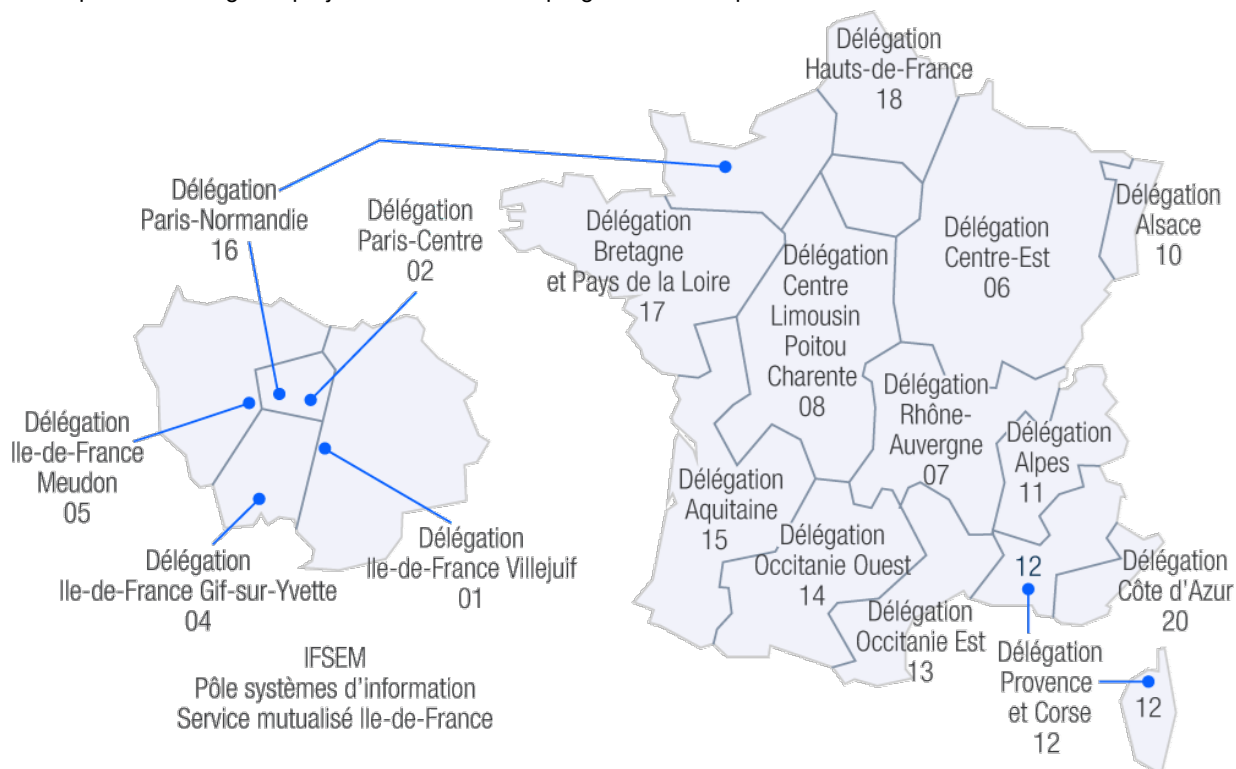 Délégation
Hauts-de-France
18
Délégation
Paris-Normandie
16
Délégation
Paris-Centre
02
Délégation
Bretagne
et Pays de la Loire
17
Délégation
Centre
Limousin
Poitou
Charente
08
Délégation
Centre-Est
06
Délégation
Alsace
10
Délégation
Ile-de-France
Meudon
05
Délégation
Rhône-
Auvergne
07
Délégation
Alpes
11
Délégation
Aquitaine
15
Délégation
Ile-de-France Gif-sur-Yvette
04
Délégation
Ile-de-France Villejuif
01
Délégation
Occitanie Ouest
14
Délégation
Occitanie Est
13
12
Délégation
Côte d'Azur
20
Délégation
Provence
et Corse
12
12
IFSEM
Pôle systèmes d'information
Service mutualisé Ile-de-France